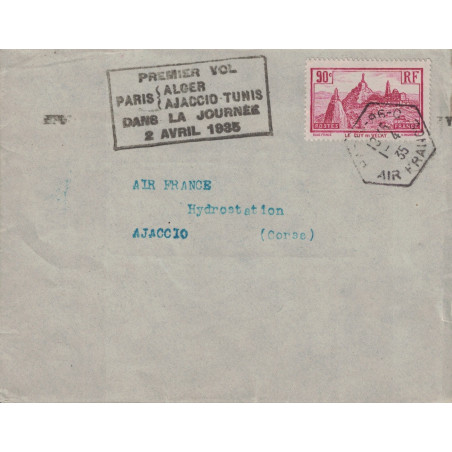 PREMIER VOL
PARIS { ALGER
AJACCIO-TUNIS
DANS LA JOURNÉE
2 AVRIL 1935
90c RF
POSTES FRANCE
LE PUY EN VELAY
35
AIR FRANCE
AIR FRANCE
Hydrostation
AJACCIO (Corse)